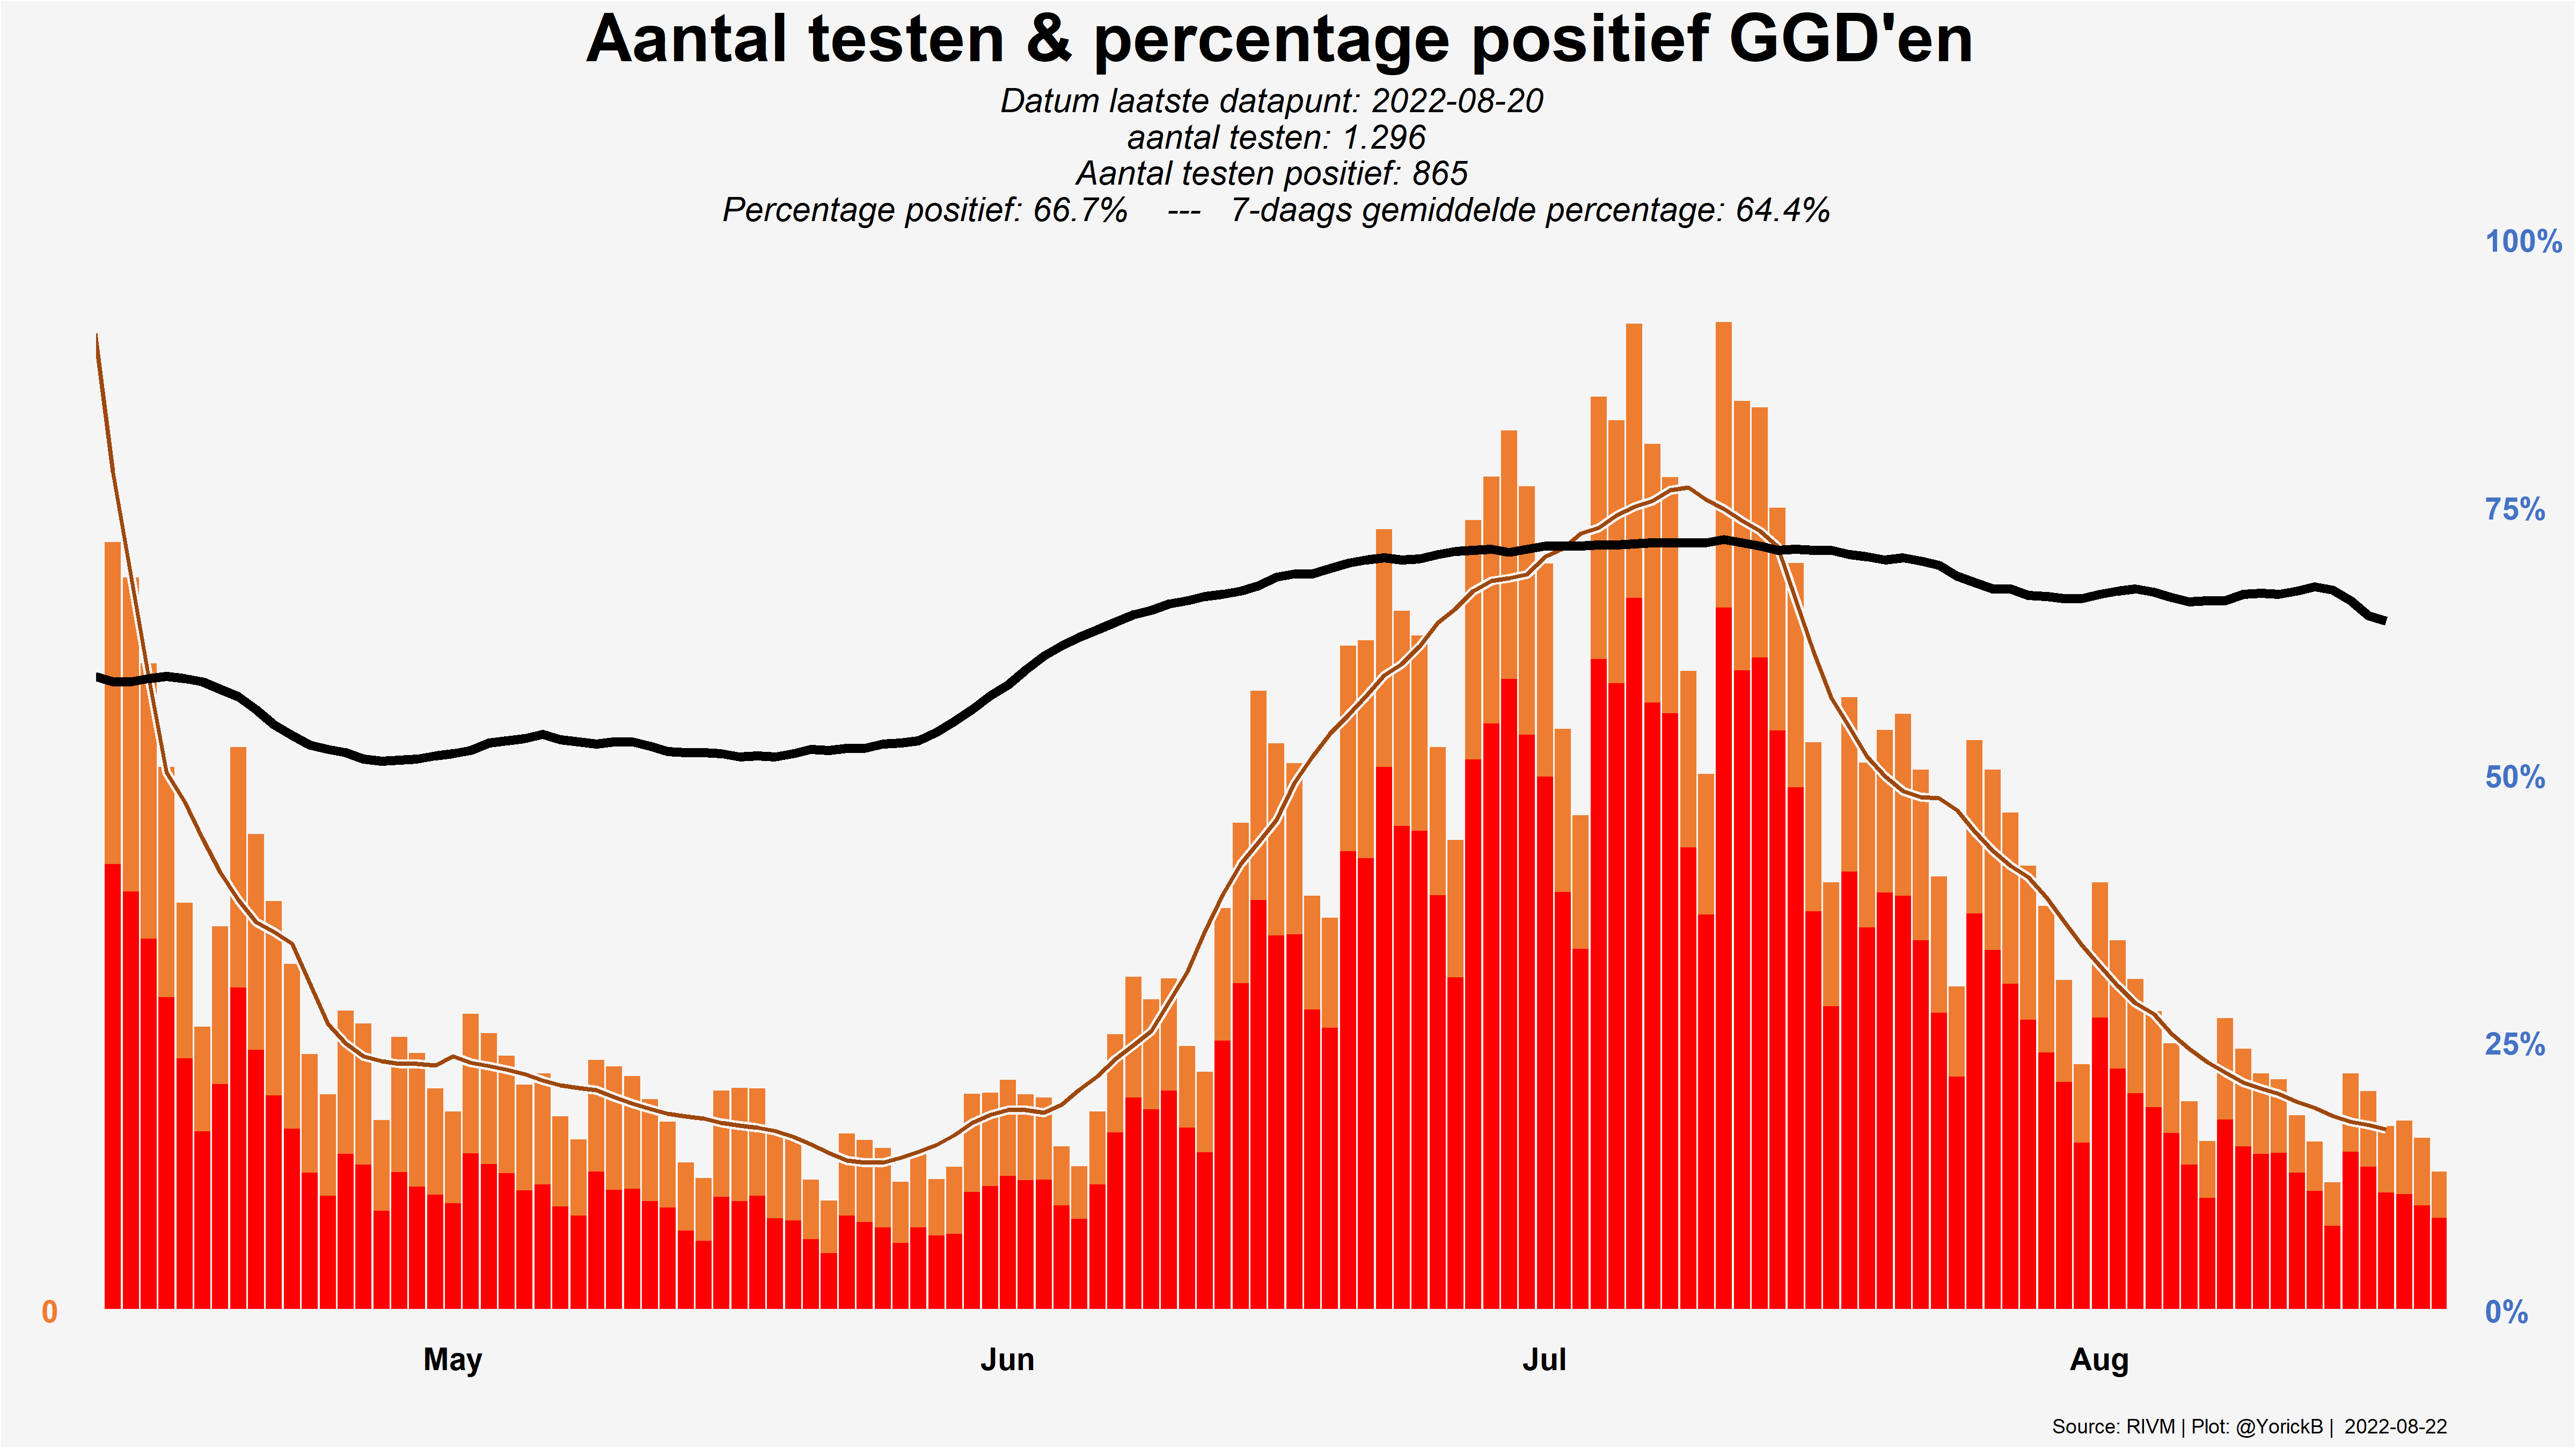 Aantal testen & percentage positief GGD'en
Datum laatste datapunt: 2022-08-20
aantal testen: 1.296
Aantal testen positief: 865
Percentage positief: 66.7%    ---   7-daags gemiddelde percentage: 64.4%
100%
75%
50%
25%
0
0%
May
Jun
Jul
Aug
Source: RIVM | Plot: @YorickB |  2022-08-22